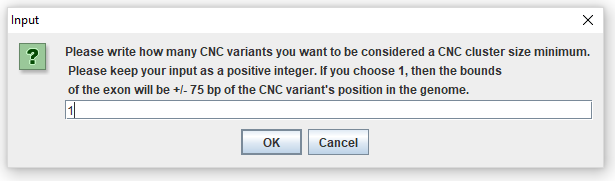 Input
Please write how many CNC variants you want to be considered a CNC cluster size minimum.
Please keep your input as a positive integer. If you choose 1, then the bounds
of the exon will be +/- 75 bp of the CNC variant's position in the genome.
1
OK Cancel